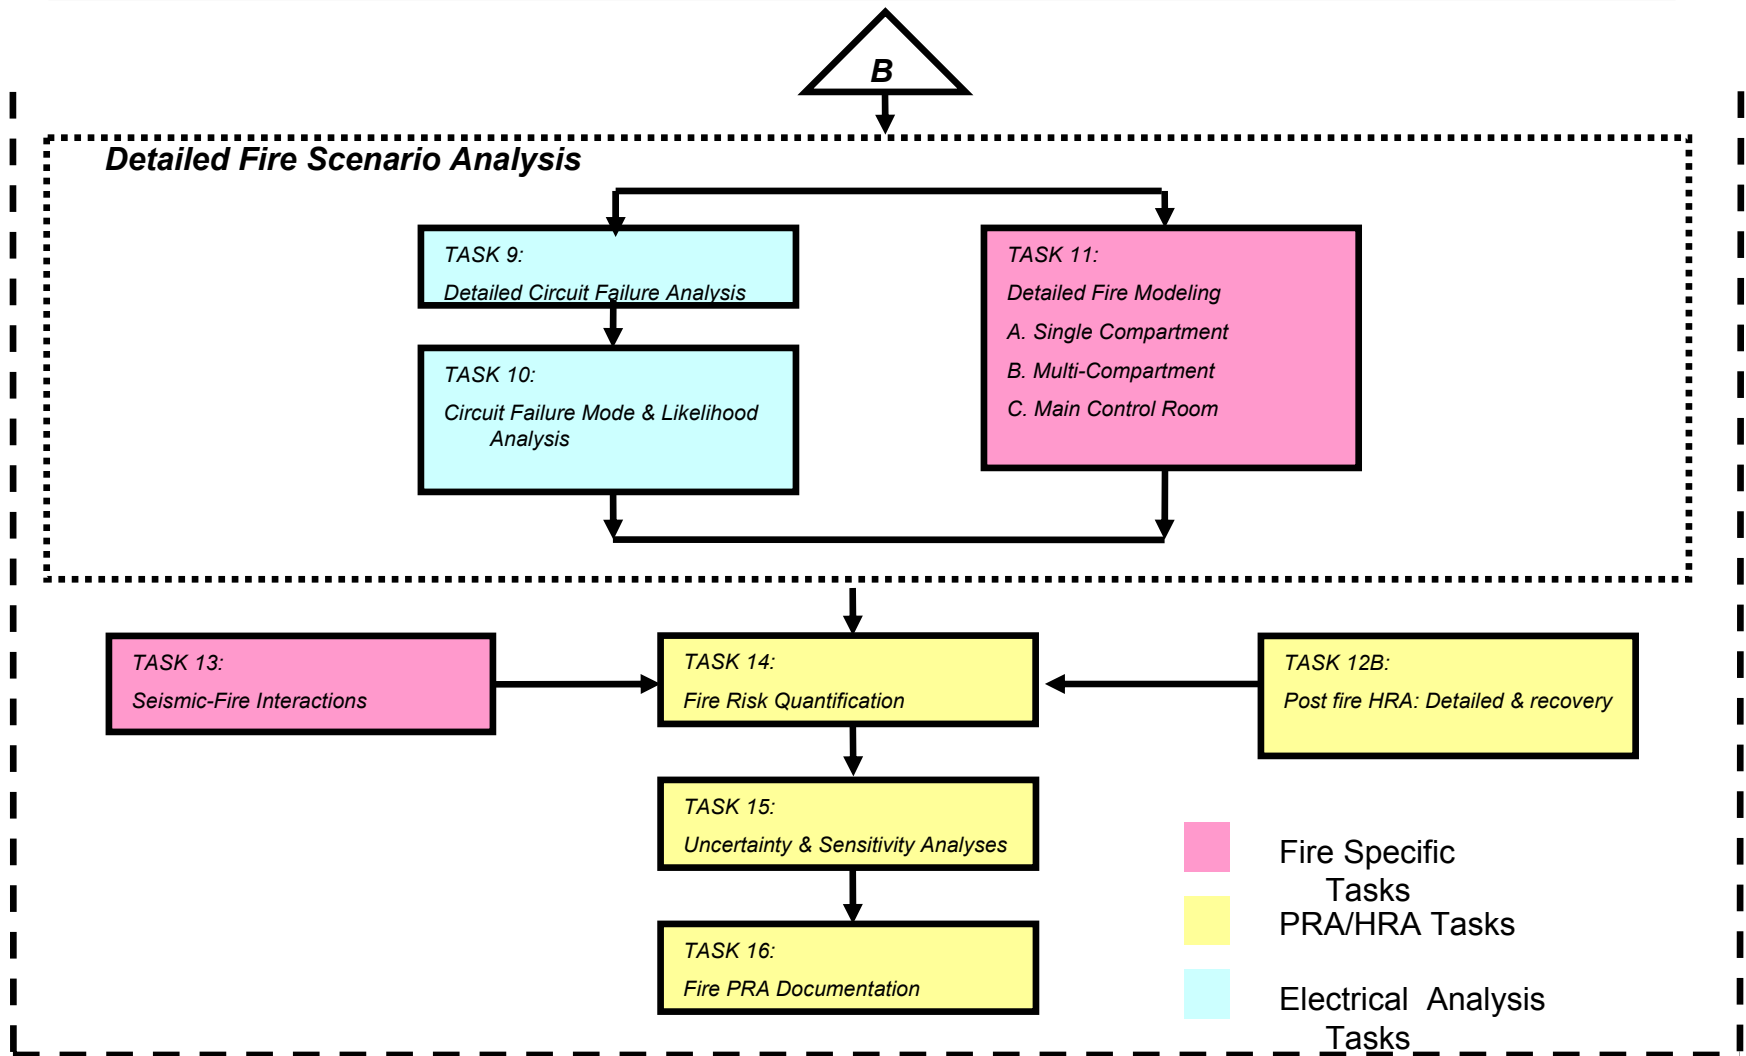 B
Detailed Fire Scenario Analysis
TASK 9:
Detailed Circuit Failure Analysis
TASK 10:
Circuit Failure Mode & Likelihood
Analysis
TASK 11:
Detailed Fire Modeling
A. Single Compartment
B. Multi-Compartment
C. Main Control Room
TASK 13:
Seismic-Fire Interactions
TASK 14:
Fire Risk Quantification
TASK 12B:
Post fire HRA: Detailed & recovery
TASK 15:
Uncertainty & Sensitivity Analyses
TASK 16:
Fire PRA Documentation
Fire Specific
Tasks
PRA/HRA Tasks
Electrical Analysis
Tasks